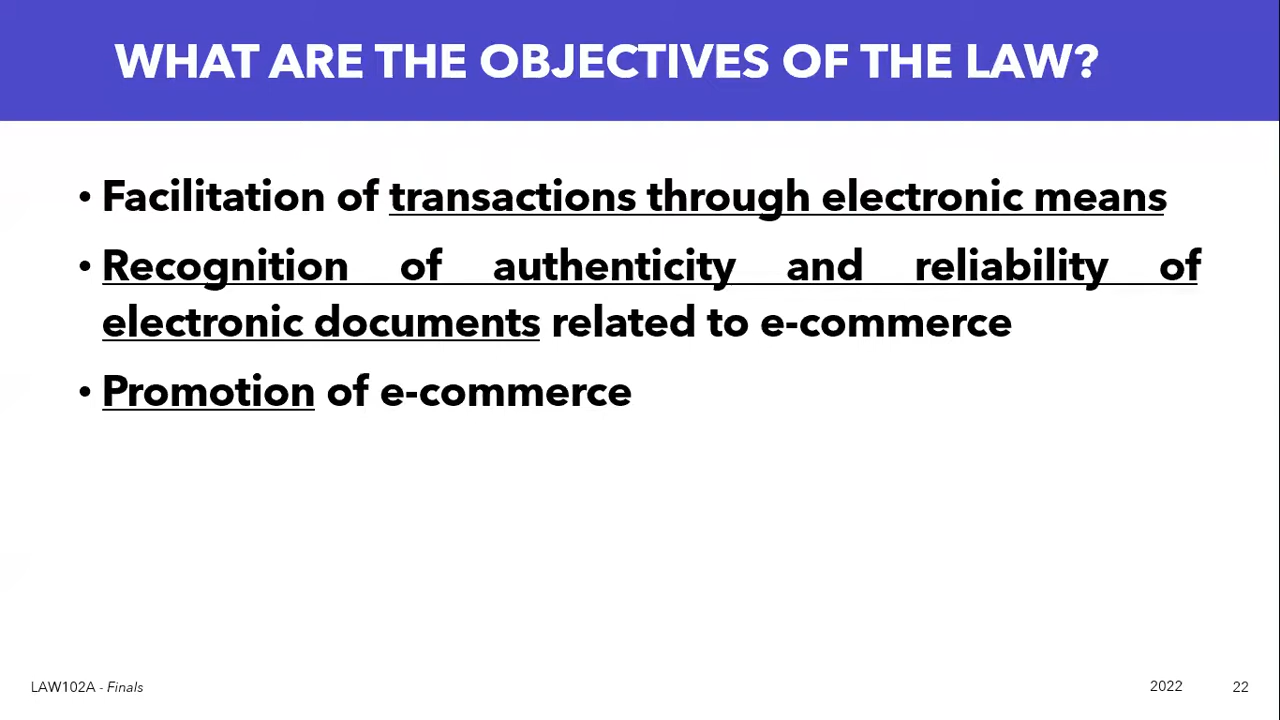 WHAT ARE THE OBJECTIVES OF THE LAW?
• Facilitation of transactions through electronic means
• Recognition of authenticity and reliability of
electronic documents related to e-commerce
• Promotion of e-commerce
LAW102A - Finals
2022
22